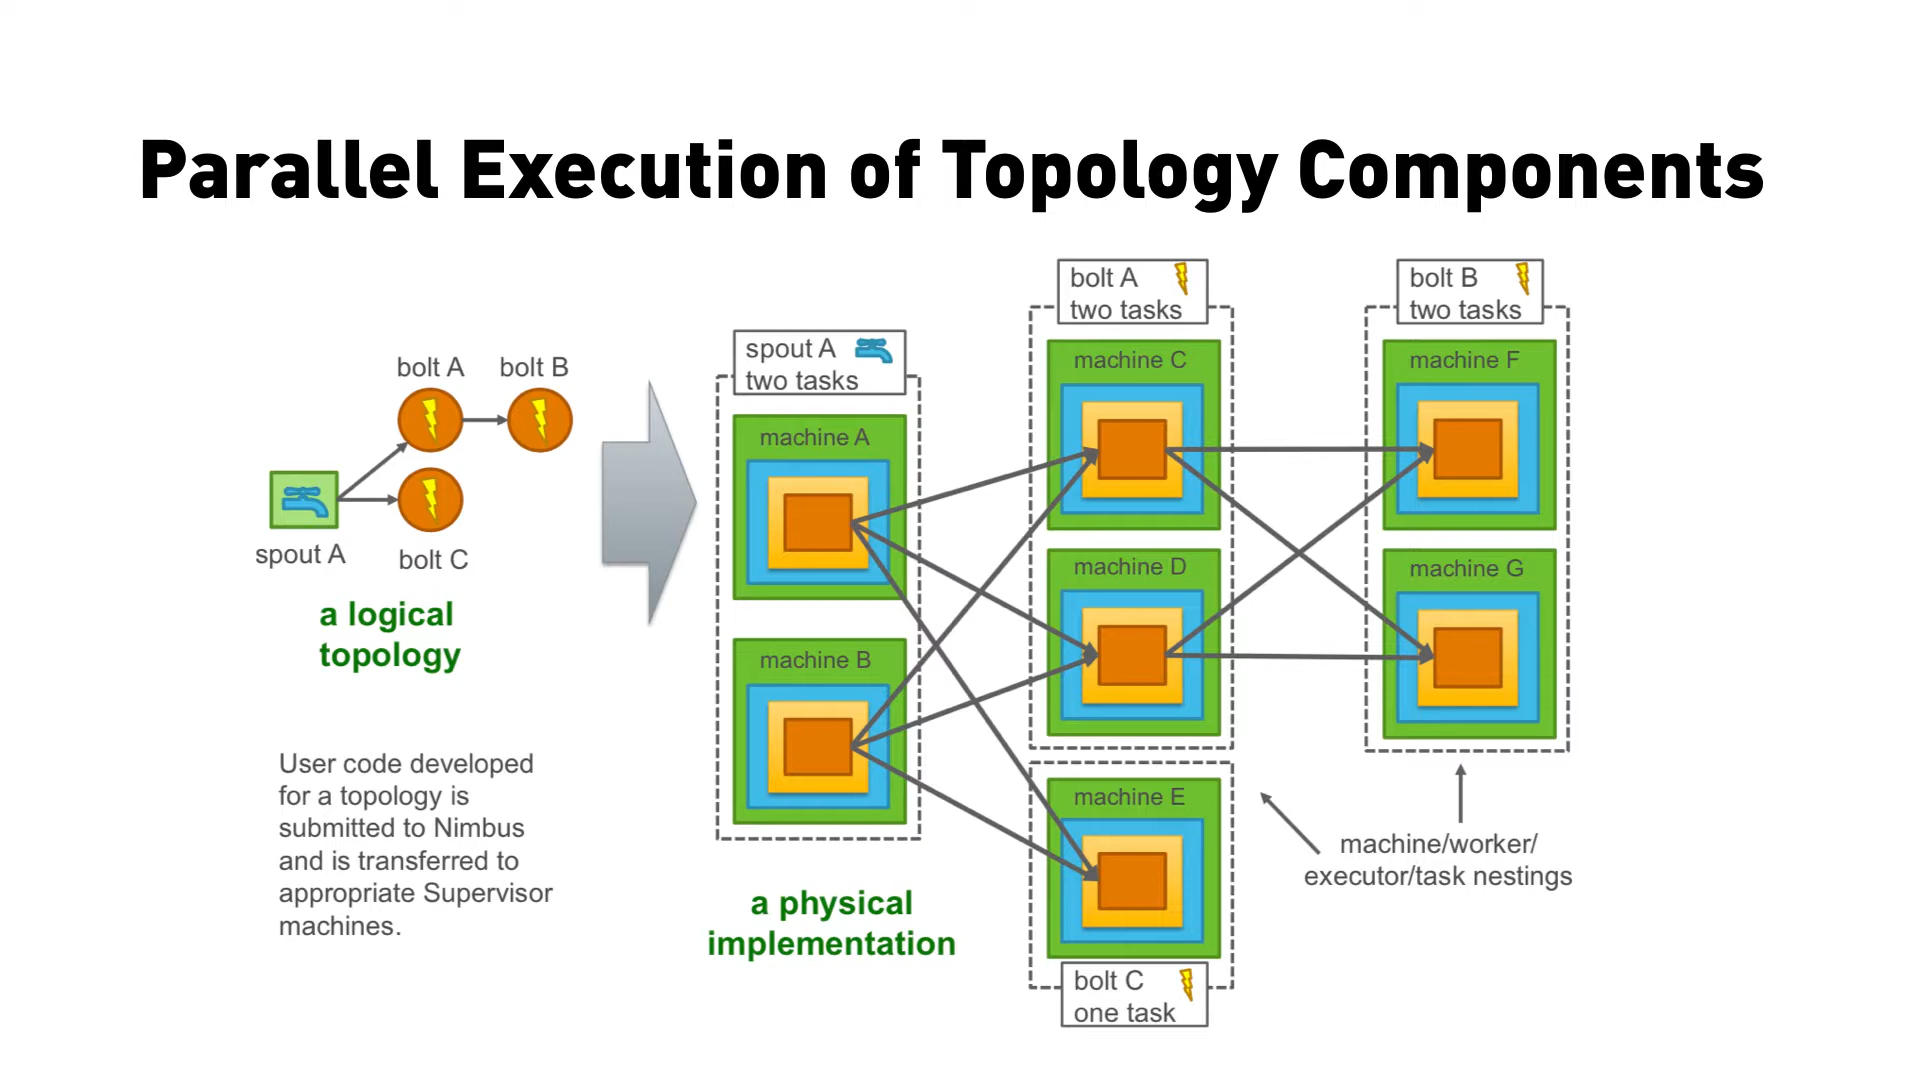 Parallel Execution of Topology Components
bolt A
bolt B
spout A
bolt C
a logical
topology
User code developed
for a topology is
submitted to Nimbus
and is transferred to
appropriate Supervisor
machines.
spout A
two tasks
machine A
machine B
a physical
implementation
bolt A
two tasks
machine C
machine D
machine E
bolt C
one task
bolt B
two tasks
machine F
machine G
machine/worker/
executor/task nestings